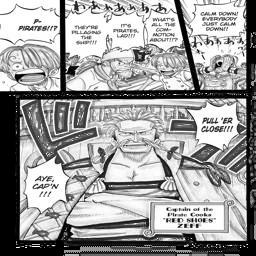 CALM DOWN!
EVERYBODY
JUST CALM
DOWN!!
WHAT'S
ALL THE
COM-
MOTION
ABOUT!!?
IT'S
PIRATES,
LAD!!!
THEY'RE
PILLAGING
THE
SHIP!!!
P-
PIRATES!!?
PULL 'ER
CLOSE!!!
AYE,
CAP'N
!!!
Captain of the
Pirate Cooks
"RED SHOES"
ZEFF